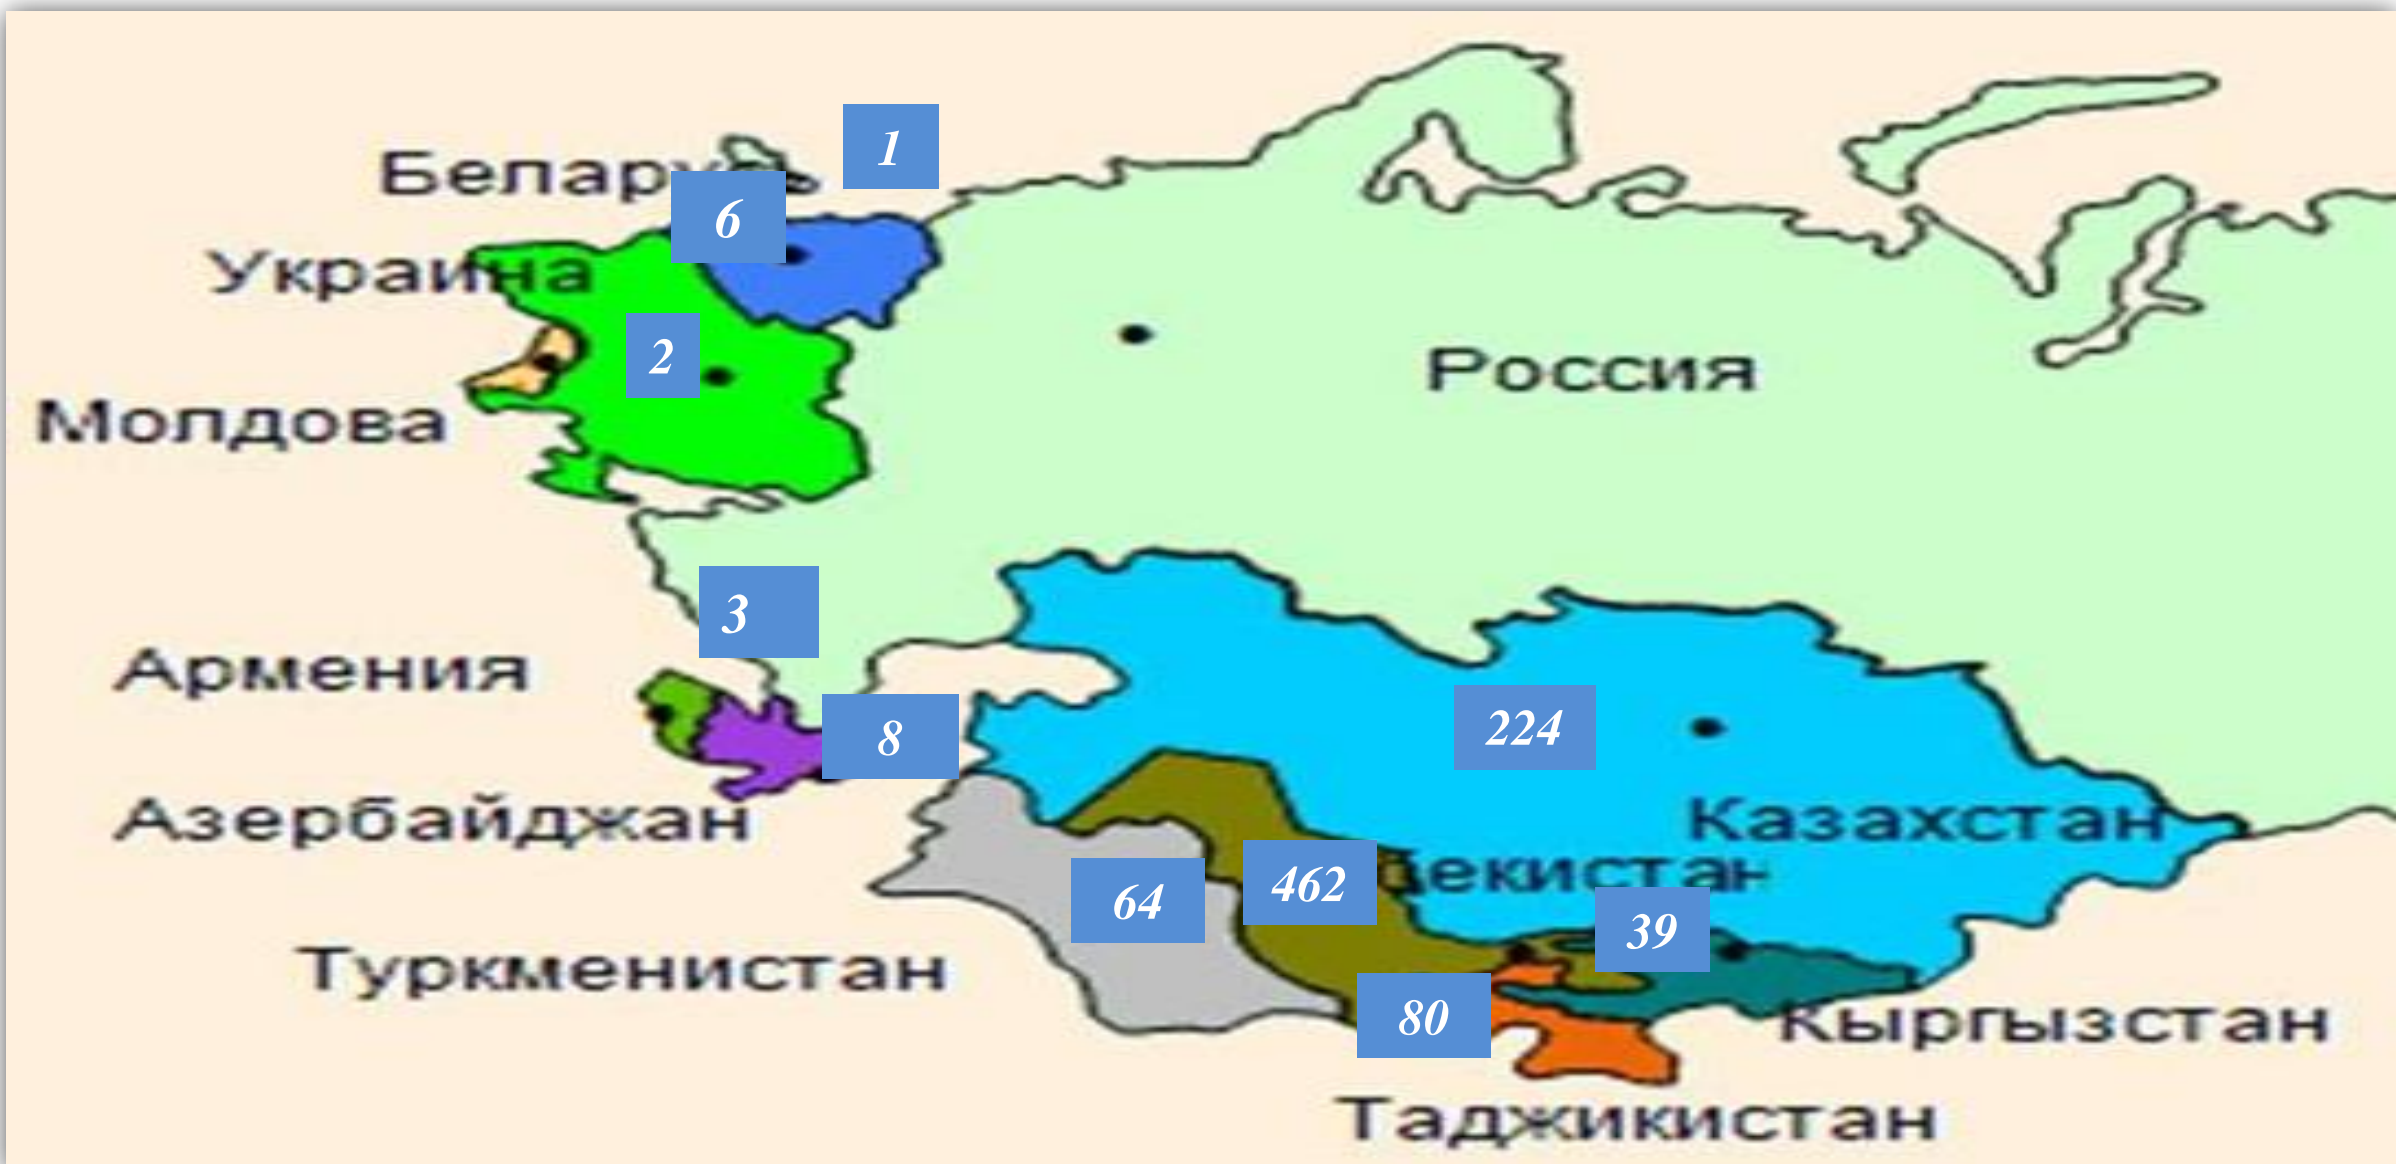 1
Беларусь
6
Украина
2
Россия
Молдова
3
Армения
8
224
Азербайджан
Казахстан
462
64
39
Туркменистан
80
Кыргызстан
Таджикистан